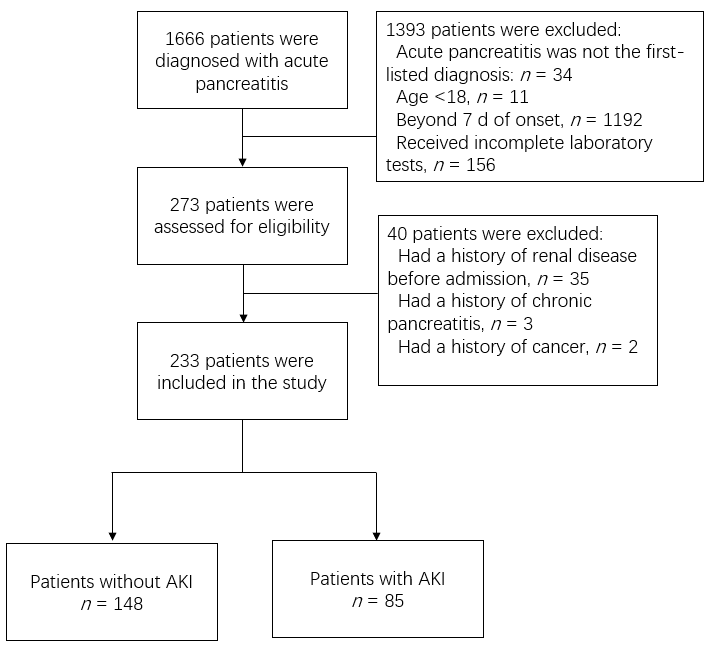 1666 patients were
diagnosed with acute
pancreatitis
1393 patients were excluded:
Acute pancreatitis was not the first-
listed diagnosis: n = 34
Age <18, n = 11
Beyond 7 d of onset, n = 1192
Received incomplete laboratory
tests, n = 156
273 patients were
assessed for eligibility
40 patients were excluded:
Had a history of renal disease
before admission, n = 35
Had a history of chronic
pancreatitis, n = 3
Had a history of cancer, n = 2
233 patients were
included in the study
Patients without AKI
n = 148
Patients with AKI
n = 85